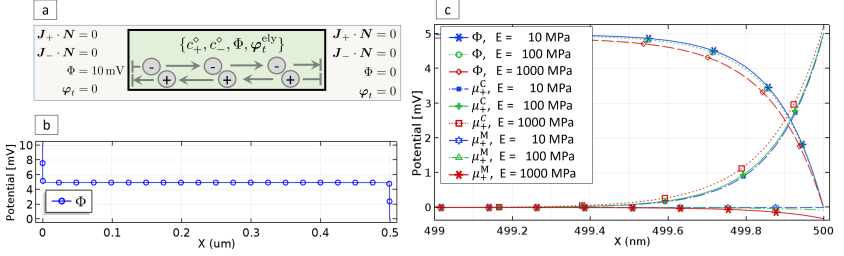 a
J₊ · N = 0
J₋ · N = 0
Φ = 10 mV
φₜ = 0
{c₊^⋄, c₋^⋄, Φ, φₜ^ely}
- - -
+ + +
J₊ · N = 0
J₋ · N = 0
Φ = 0
φₜ = 0
b
Potential [mV]
10
8
6
4
2
0
Φ
0 0.1 0.2 0.3 0.4 0.5
X (um)
c
Potential [mV]
5
4
3
2
1
0
Φ, E = 10 MPa
Φ, E = 100 MPa
Φ, E = 1000 MPa
μ₊^C, E = 10 MPa
μ₊^C, E = 100 MPa
μ₊^C, E = 1000 MPa
μ₊^M, E = 10 MPa
μ₊^M, E = 100 MPa
μ₊^M, E = 1000 MPa
499 499.2 499.4 499.6 499.8 500
X (nm)